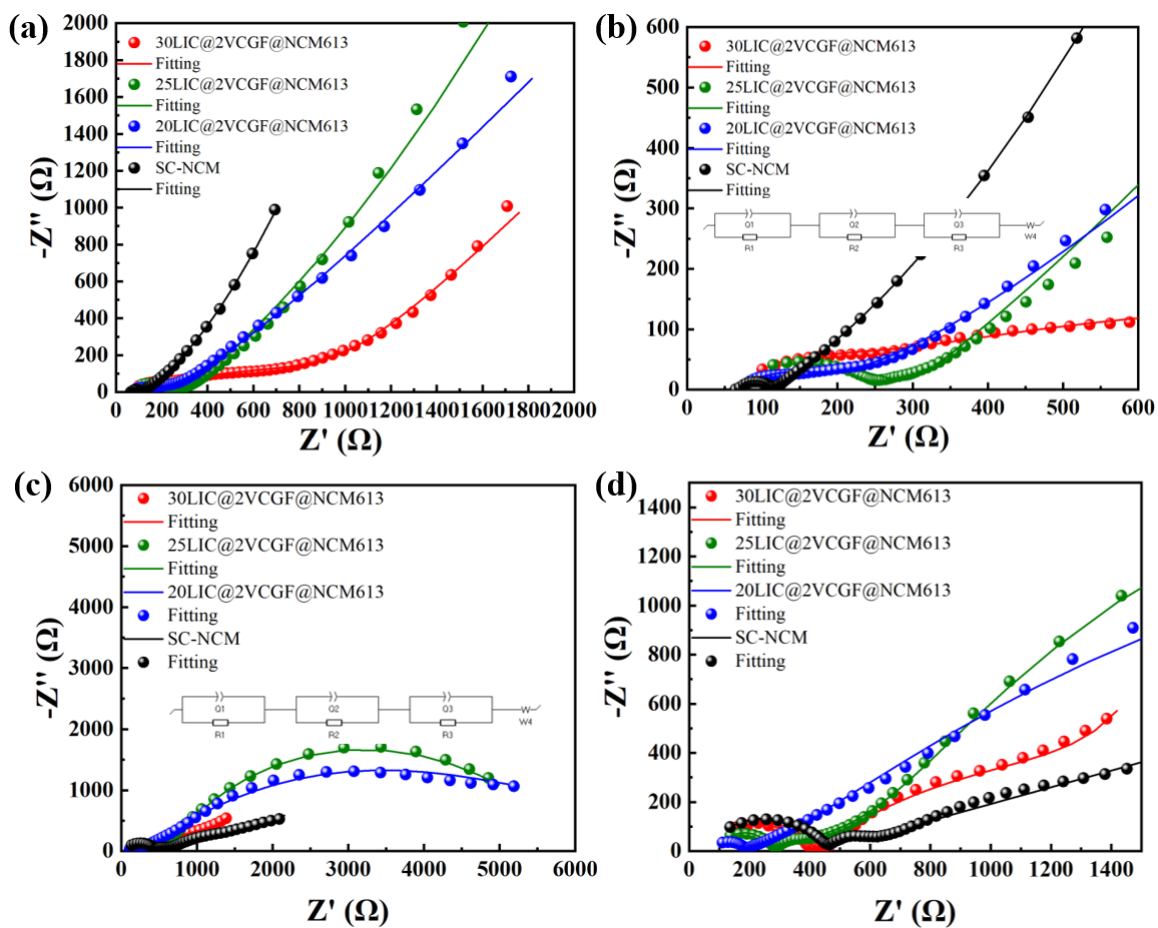 (a)
2000
1800
1600
1400
1200
1000
800
600
400
200
0
-Z'' (Ω)
30LIC@2VCGF@NCM613
Fitting
25LIC@2VCGF@NCM613
Fitting
20LIC@2VCGF@NCM613
Fitting
SC-NCM
Fitting
0 200 400 600 800 1000 1200 1400 1600 1800 2000
Z' (Ω)
(b)
600
500
400
300
200
100
0
-Z'' (Ω)
30LIC@2VCGF@NCM613
Fitting
25LIC@2VCGF@NCM613
Fitting
20LIC@2VCGF@NCM613
Fitting
SC-NCM
Fitting
Q1 Q2 Q3 W
R1 R2 R3 W4
0 100 200 300 400 500 600
Z' (Ω)
(c)
6000
5000
4000
3000
2000
1000
0
-Z'' (Ω)
30LIC@2VCGF@NCM613
Fitting
25LIC@2VCGF@NCM613
Fitting
20LIC@2VCGF@NCM613
Fitting
SC-NCM
Fitting
Q1 Q2 Q3 W
R1 R2 R3 W4
0 1000 2000 3000 4000 5000 6000
Z' (Ω)
(d)
1400
1200
1000
800
600
400
200
0
-Z'' (Ω)
30LIC@2VCGF@NCM613
Fitting
25LIC@2VCGF@NCM613
Fitting
20LIC@2VCGF@NCM613
Fitting
SC-NCM
Fitting
0 200 400 600 800 1000 1200 1400
Z' (Ω)